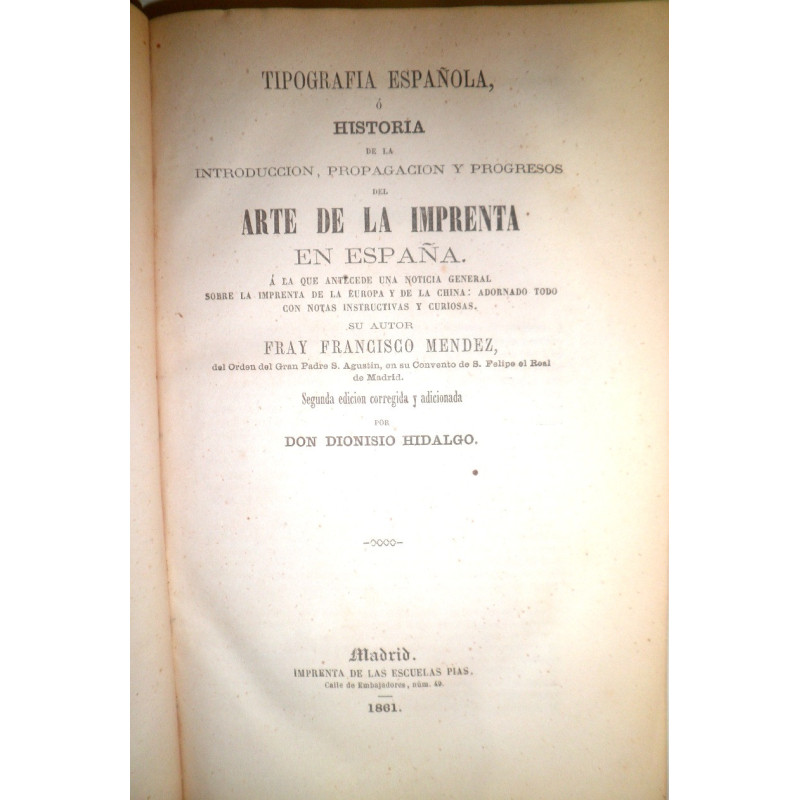 TIPOGRAFIA ESPAÑOLA,
ó
HISTORIA
DE LA
INTRODUCCION, PROPAGACION Y PROGRESOS
DEL
ARTE DE LA IMPRENTA
EN ESPAÑA.
Á LA QUE ANTECEDE UNA NOTICIA GENERAL
SOBRE LA IMPRENTA DE LA EUROPA Y DE LA CHINA: ADORNADO TODO
CON NOTAS INSTRUCTIVAS Y CURIOSAS.
SU AUTOR
FRAY FRANCISCO MENDEZ,
del Orden del Gran Padre S. Agustin, en su Convento de S. Felipe el Real
de Madrid.
Segunda edicion corregida y adicionada
POR
DON DIONISIO HIDALGO.
Madrid.
IMPRENTA DE LAS ESCUELAS PIAS.
Calle de Embajadores, núm. 49.
1861.